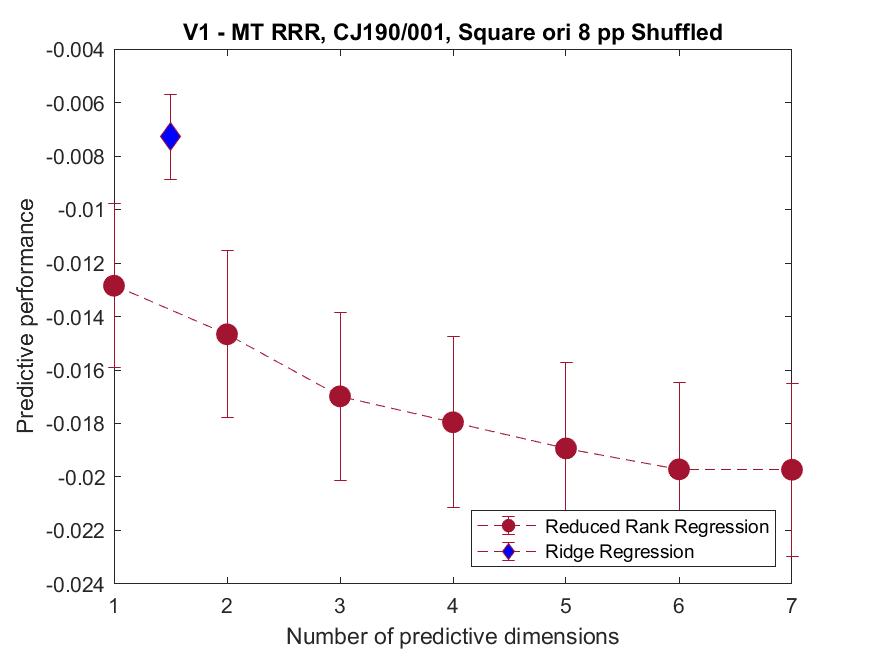 V1 - MT RRR, CJ190/001, Square ori 8 pp Shuffled
-0.004
-0.006
-0.008
-0.01
-0.012
-0.014
-0.016
-0.018
-0.02
-0.022
-0.024
Predictive performance
Reduced Rank Regression
Ridge Regression
1 2 3 4 5 6 7
Number of predictive dimensions